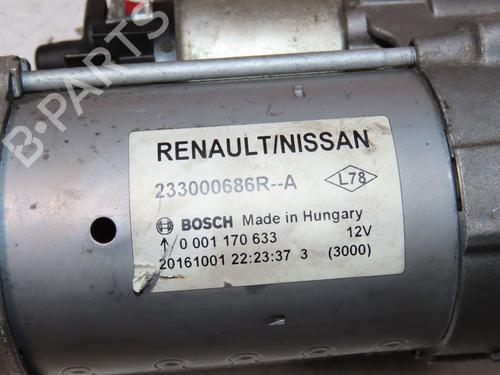 RENAULT/NISSAN
233000686R--A
L78
BOSCH Made in Hungary
0 001 170 633 12V
20161001 22:23:37 3 (3000)
B-PARTS